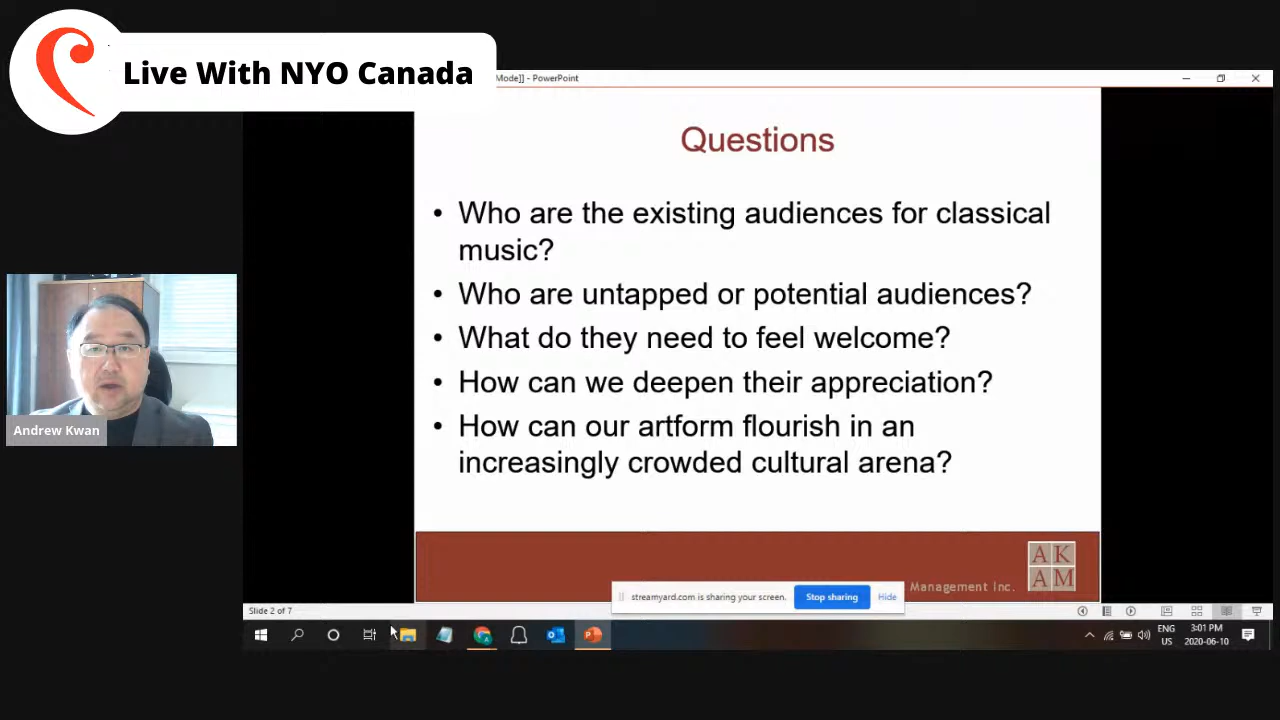 Live With NYO Canada
Mode]] - PowerPoint
Questions
• Who are the existing audiences for classical
music?
• Who are untapped or potential audiences?
• What do they need to feel welcome?
• How can we deepen their appreciation?
• How can our artform flourish in an
increasingly crowded cultural arena?
Andrew Kwan
AK
AM
Management Inc.
streamyard.com is sharing your screen.
Stop sharing
Hide
Slide 2 of 7
ENG
US
3:01 PM
2020-06-10